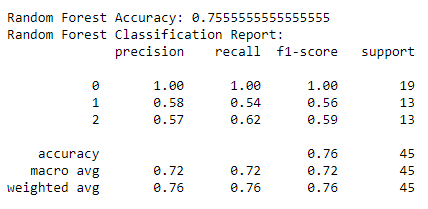 Random Forest Accuracy: 0.7555555555555555
Random Forest Classification Report:
precision recall f1-score support
0 1.00 1.00 1.00 19
1 0.58 0.54 0.56 13
2 0.57 0.62 0.59 13
accuracy 0.76 45
macro avg 0.72 0.72 0.72 45
weighted avg 0.76 0.76 0.76 45